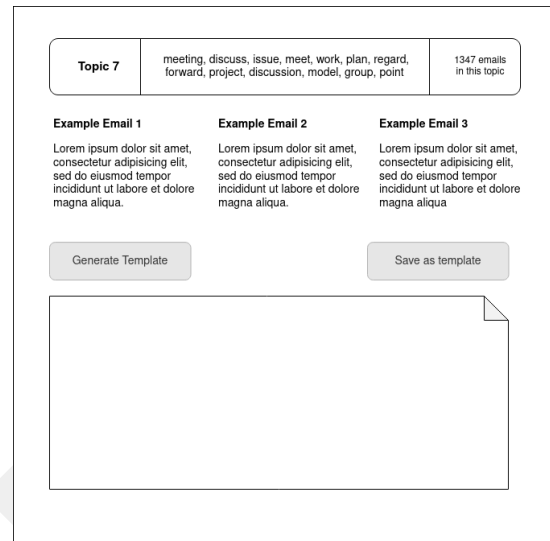 Topic 7
meeting, discuss, issue, meet, work, plan, regard,
forward, project, discussion, model, group, point
1347 emails
in this topic
Example Email 1
Lorem ipsum dolor sit amet,
consectetur adipisicing elit,
sed do eiusmod tempor
incididunt ut labore et dolore
magna aliqua.
Example Email 2
Lorem ipsum dolor sit amet,
consectetur adipisicing elit,
sed do eiusmod tempor
incididunt ut labore et dolore
magna aliqua.
Example Email 3
Lorem ipsum dolor sit amet,
consectetur adipisicing elit,
sed do eiusmod tempor
incididunt ut labore et dolore
magna aliqua
Generate Template
Save as template